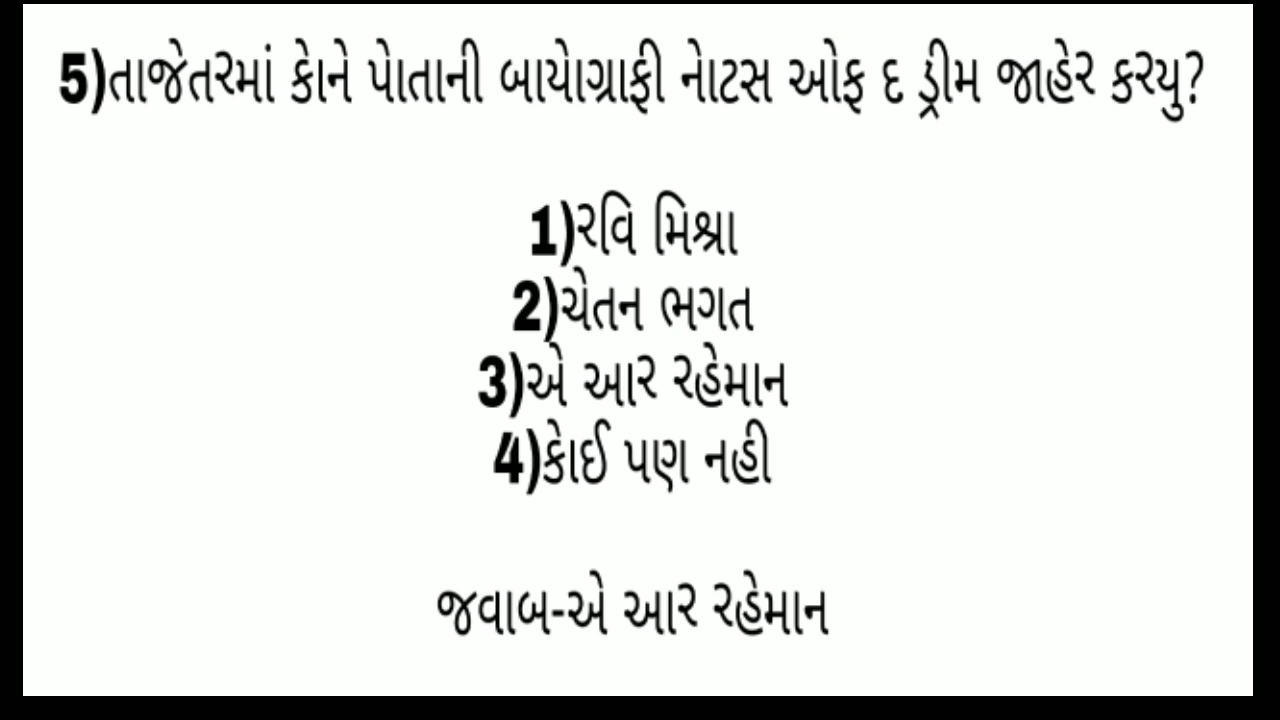 5)તાજેતરમાં કોને પોતાની બાયોગ્રાફી નોટસ ઓફ દ ડ્રીમ જાહેર કરયુ?
1)રવિ મિશ્રા
2)ચેતન ભગત
3)એ આર રહેમાન
4)કોઈ પણ નહી
જવાબ-એ આર રહેમાન